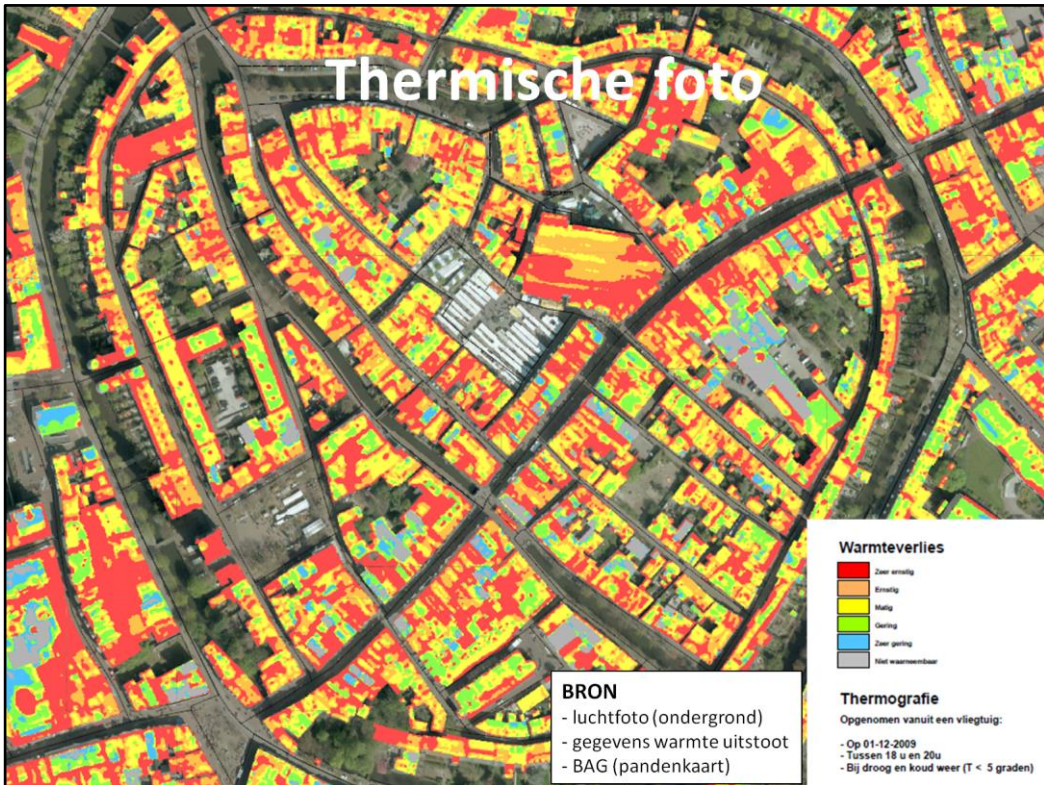 Thermische foto
Warmteverlies
Zeer ernstig
Ernstig
Matig
Gering
Zeer gering
Niet waarneembaar
Thermografie
Opgenomen vanuit een vliegtuig:
- Op 01-12-2009
- Tussen 18 u en 20u
- Bij droog en koud weer (T < 5 graden)
BRON
- luchtfoto (ondergrond)
- gegevens warmte uitstoot
- BAG (pandenkaart)